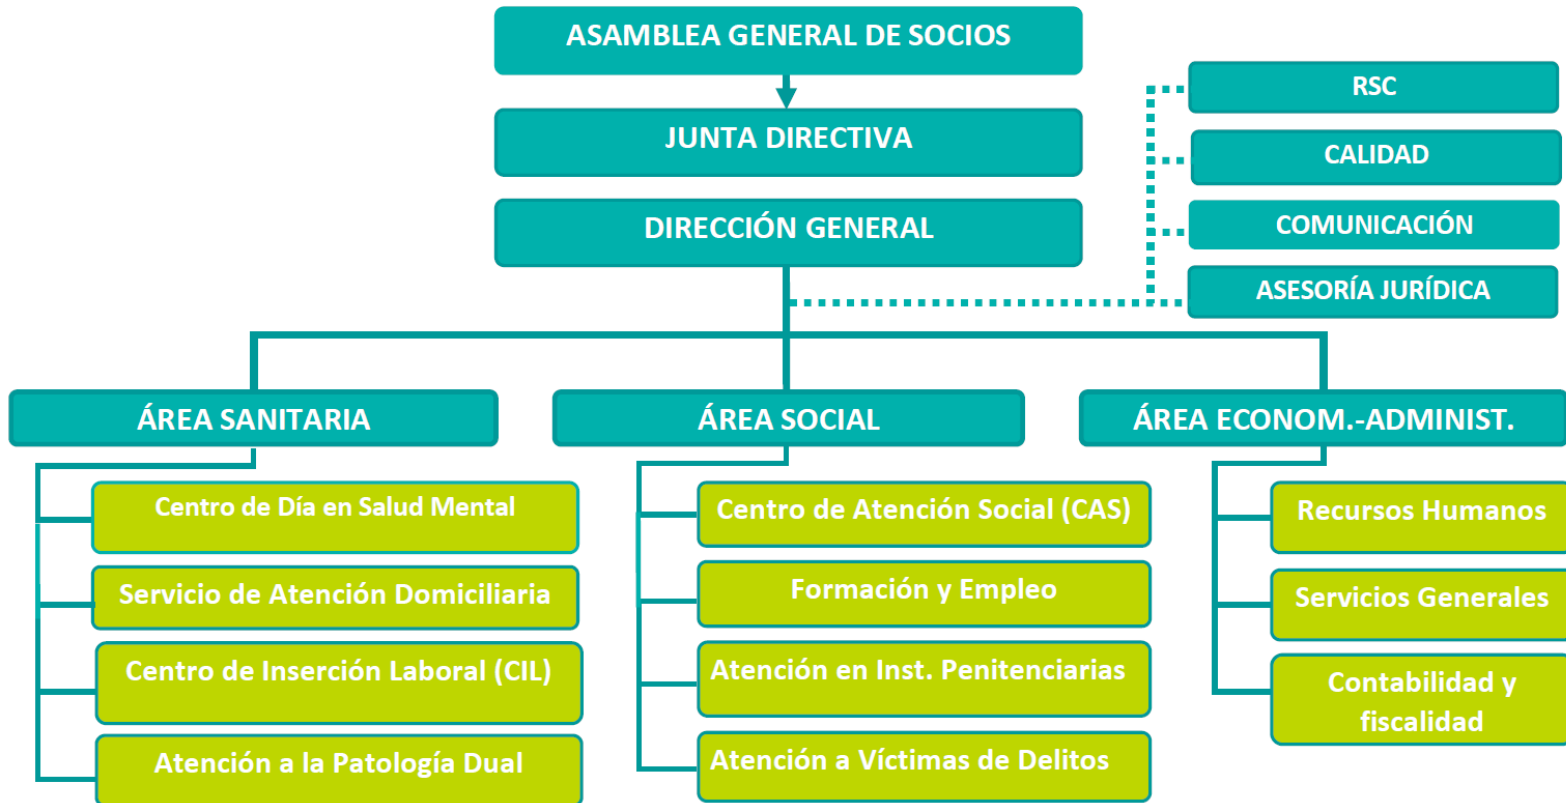 ASAMBLEA GENERAL DE SOCIOS
JUNTA DIRECTIVA
DIRECCIÓN GENERAL
RSC
CALIDAD
COMUNICACIÓN
ASESORÍA JURÍDICA
ÁREA SANITARIA
Centro de Día en Salud Mental
Servicio de Atención Domiciliaria
Centro de Inserción Laboral (CIL)
Atención a la Patología Dual
ÁREA SOCIAL
Centro de Atención Social (CAS)
Formación y Empleo
Atención en Inst. Penitenciarias
Atención a Víctimas de Delitos
ÁREA ECONOM.-ADMINIST.
Recursos Humanos
Servicios Generales
Contabilidad y
fiscalidad